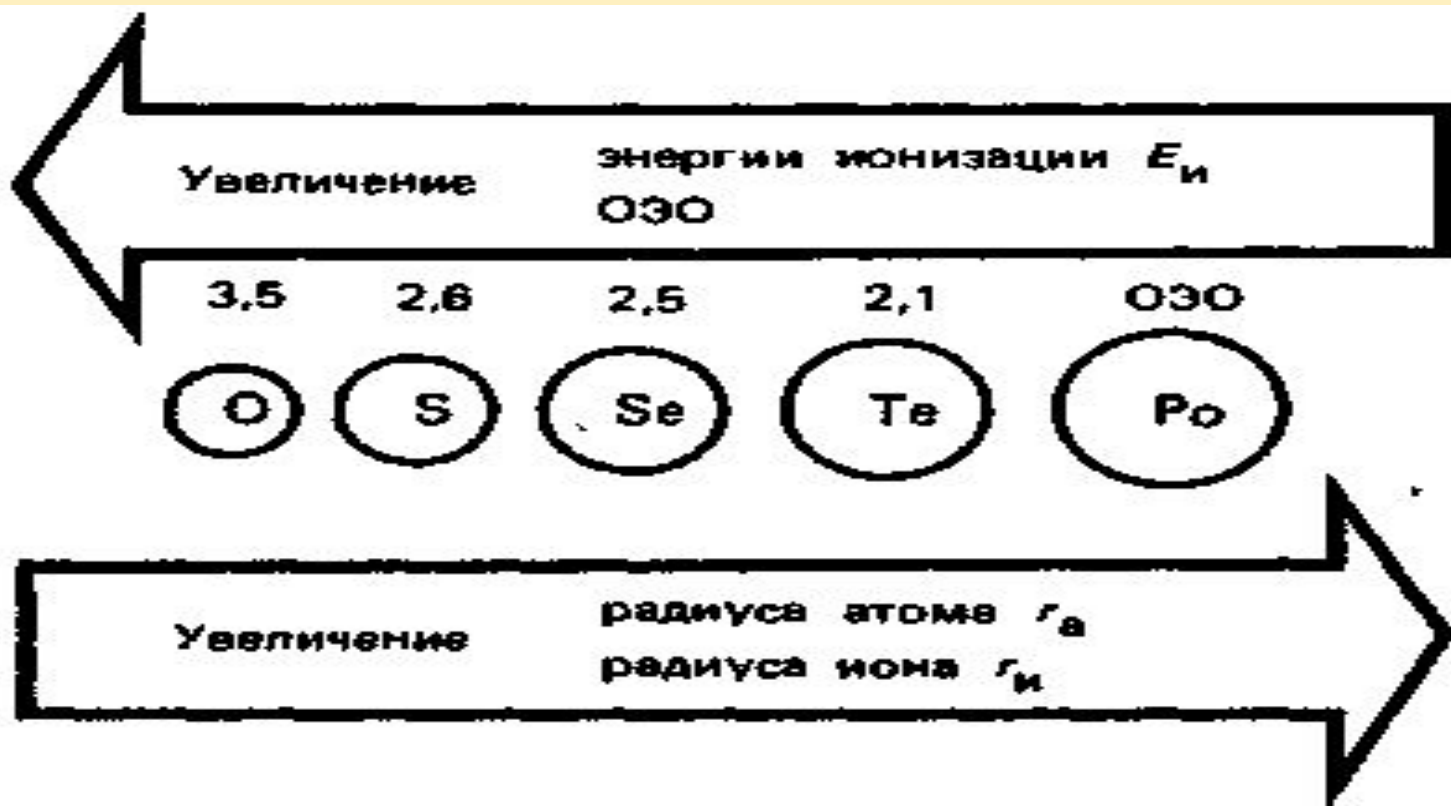 Увеличение энергии ионизации Eи
ОЭО
3,5 2,6 2,5 2,1 ОЭО
O S Se Te Po
Увеличение радиуса атома rа
радиуса иона rи